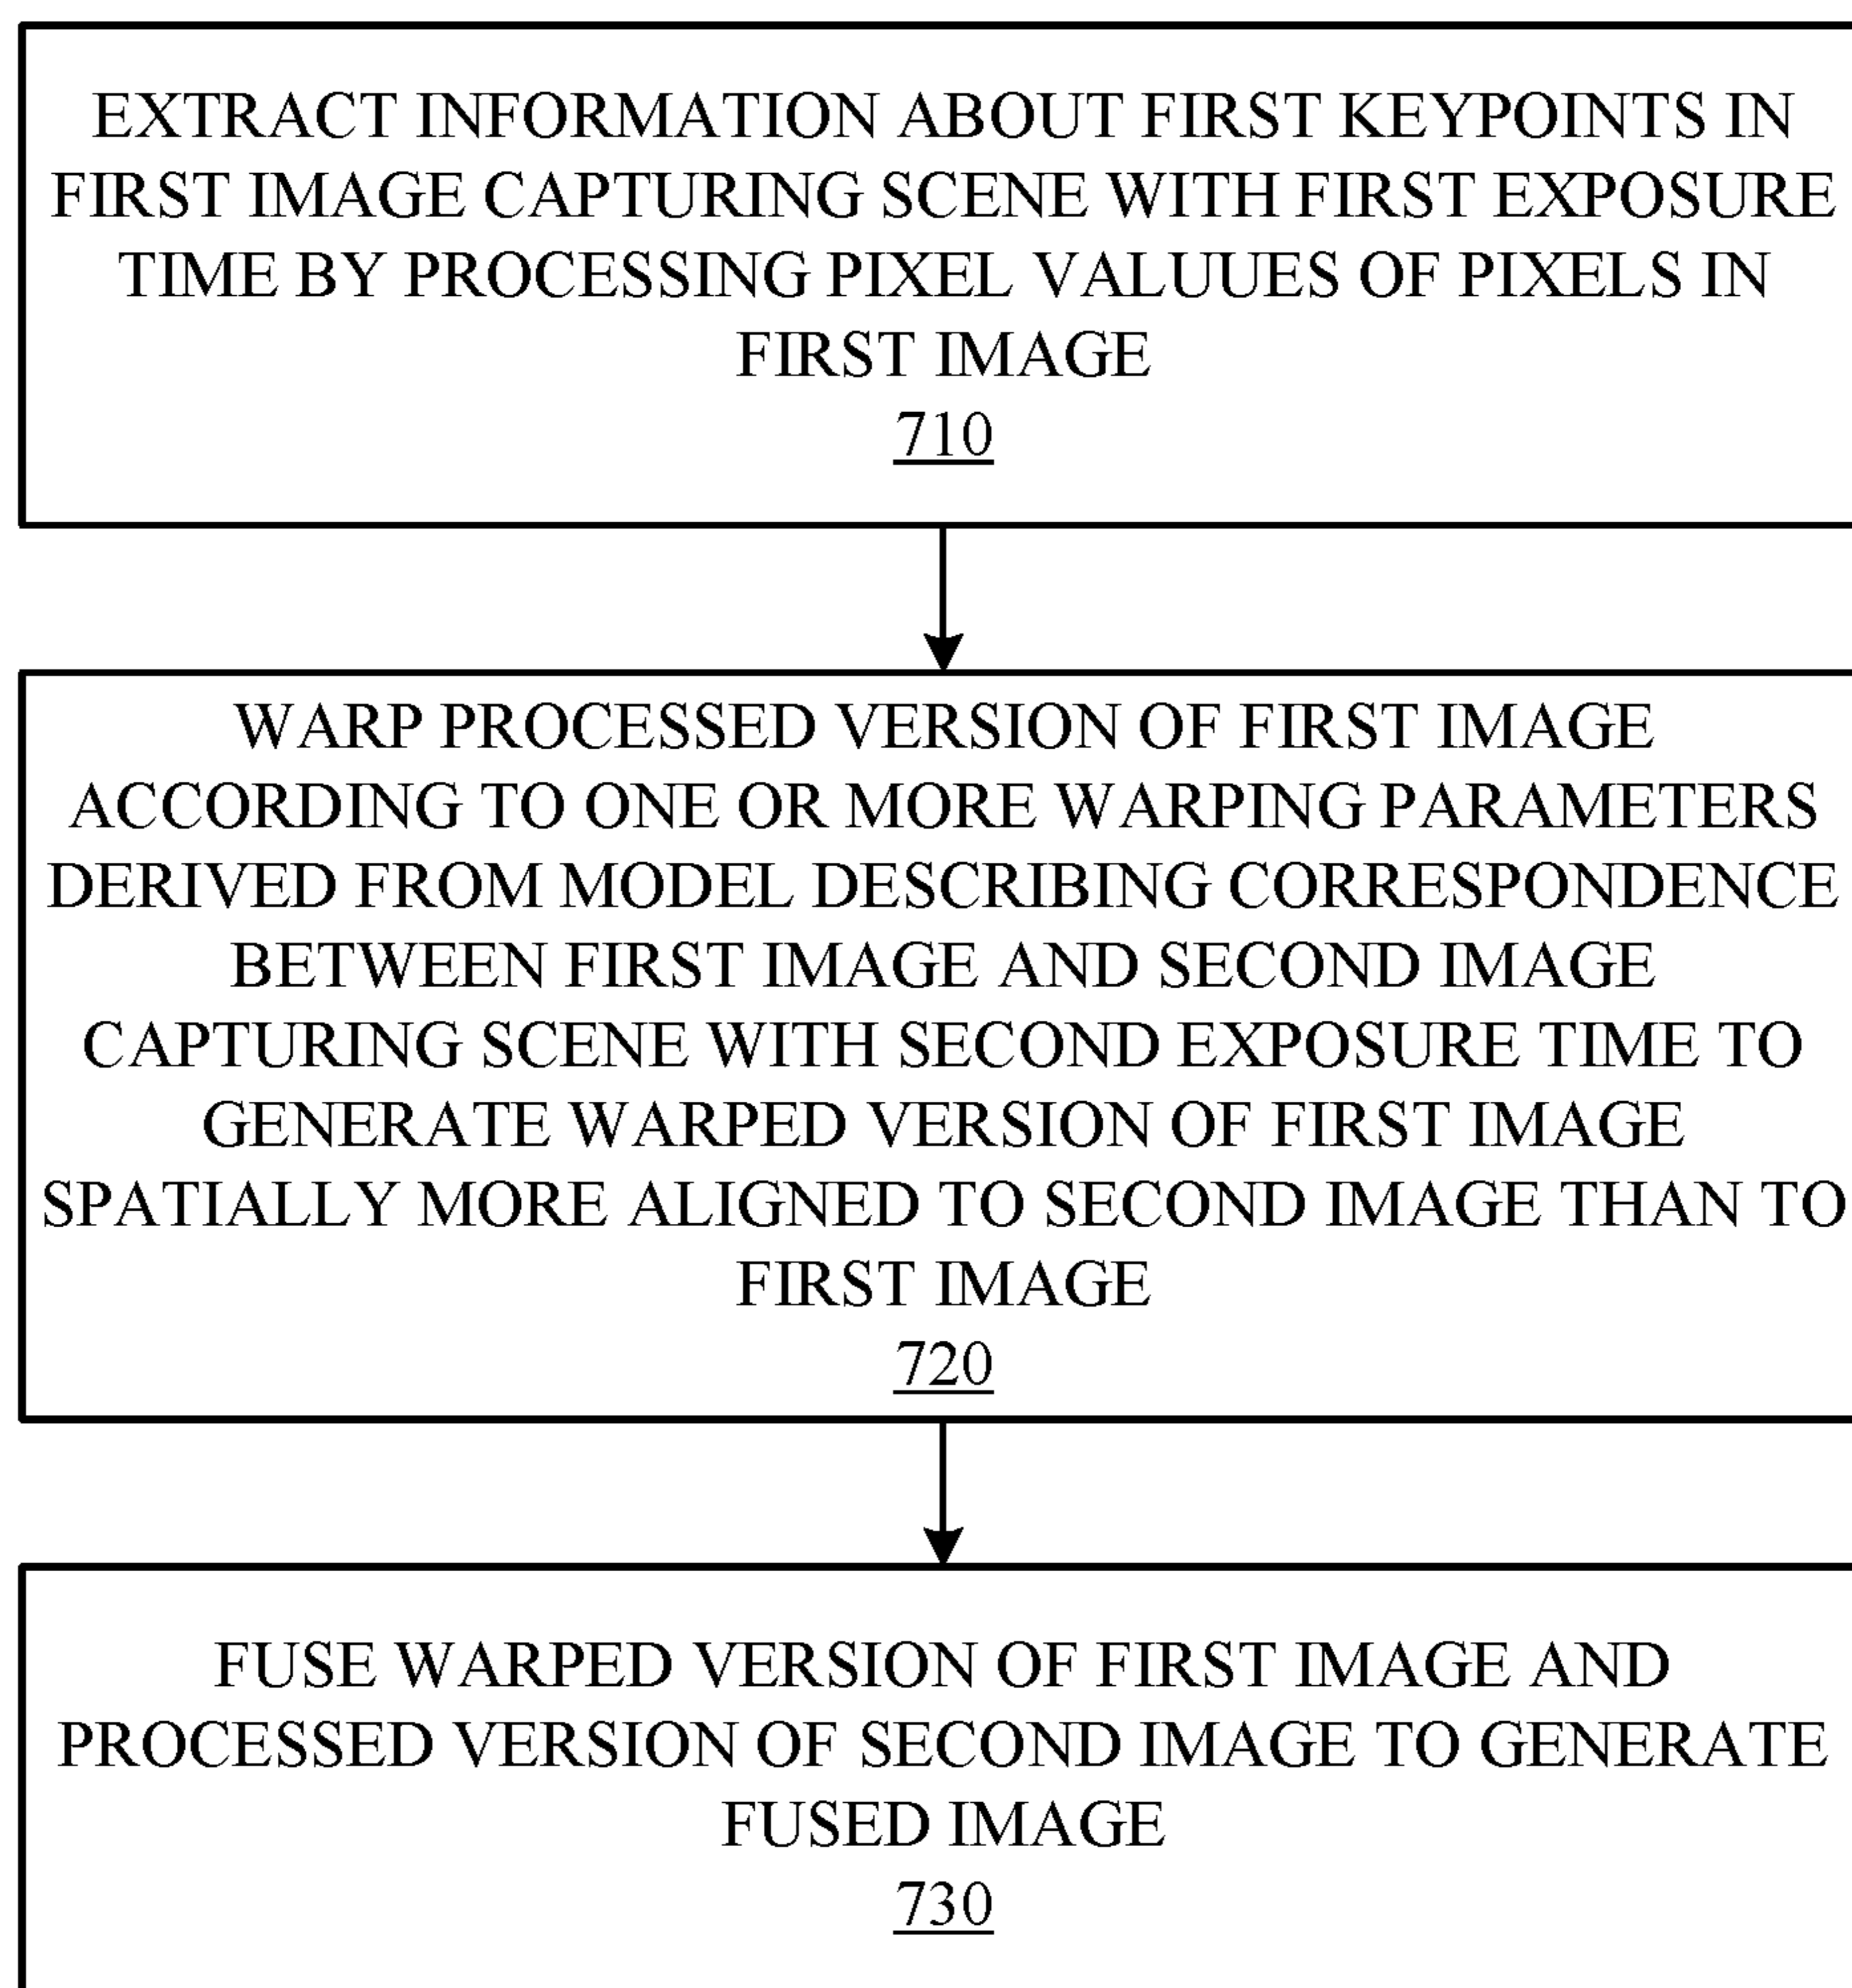 EXTRACT INFORMATION ABOUT FIRST KEYPOINTS IN
FIRST IMAGE CAPTURING SCENE WITH FIRST EXPOSURE
TIME BY PROCESSING PIXEL VALUUES OF PIXELS IN
FIRST IMAGE
710
WARP PROCESSED VERSION OF FIRST IMAGE
ACCORDING TO ONE OR MORE WARPING PARAMETERS
DERIVED FROM MODEL DESCRIBING CORRESPONDENCE
BETWEEN FIRST IMAGE AND SECOND IMAGE
CAPTURING SCENE WITH SECOND EXPOSURE TIME TO
GENERATE WARPED VERSION OF FIRST IMAGE
SPATIALLY MORE ALIGNED TO SECOND IMAGE THAN TO
FIRST IMAGE
720
FUSE WARPED VERSION OF FIRST IMAGE AND
PROCESSED VERSION OF SECOND IMAGE TO GENERATE
FUSED IMAGE
730